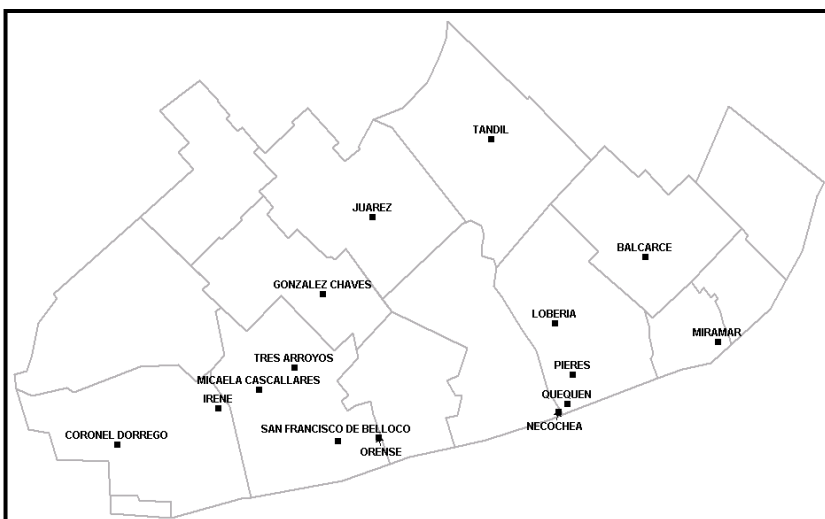 TANDIL
JUAREZ
BALCARCE
GONZALEZ CHAVES
LOBERIA
MIRAMAR
TRES ARROYOS
PIERES
MICAELA CASCALLARES
IRENE
QUEQUEN
NECOCHEA
SAN FRANCISCO DE BELLOCO
CORONEL DORREGO
ORENSE